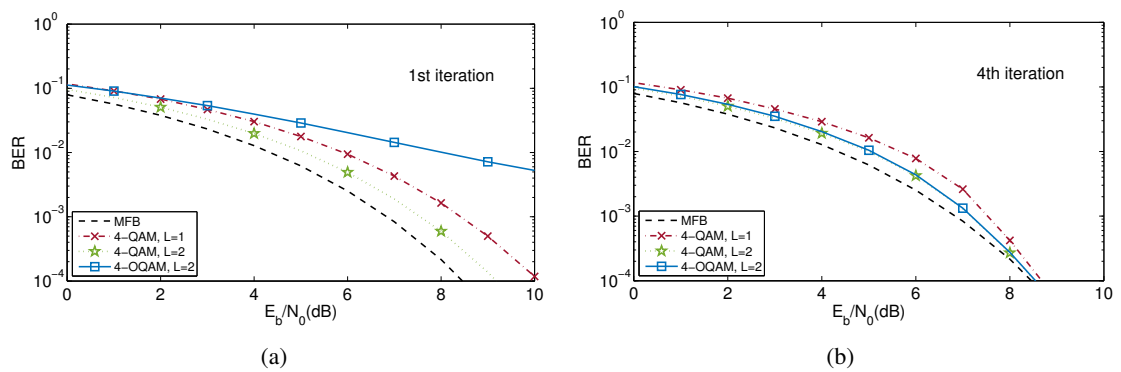 10^0
10^-1
10^-2
10^-3
10^-4
BER
1st iteration
MFB
4-QAM, L=1
4-QAM, L=2
4-OQAM, L=2
0 2 4 6 8 10
E_b/N_0(dB)
(a)
10^0
10^-1
10^-2
10^-3
10^-4
BER
4th iteration
MFB
4-QAM, L=1
4-QAM, L=2
4-OQAM, L=2
0 2 4 6 8 10
E_b/N_0(dB)
(b)